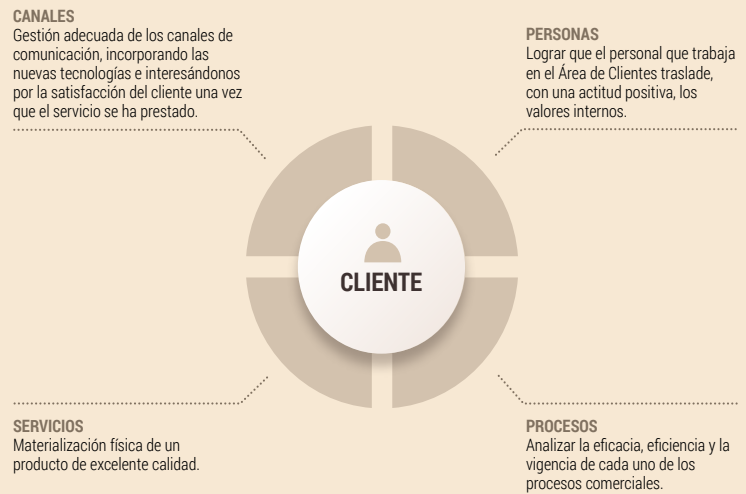 CANALES
Gestión adecuada de los canales de
comunicación, incorporando las
nuevas tecnologías e interesándonos
por la satisfacción del cliente una vez
que el servicio se ha prestado.
PERSONAS
Lograr que el personal que trabaja
en el Área de Clientes traslade,
con una actitud positiva, los
valores internos.
CLIENTE
SERVICIOS
Materialización física de un
producto de excelente calidad.
PROCESOS
Analizar la eficacia, eficiencia y la
vigencia de cada uno de los
procesos comerciales.